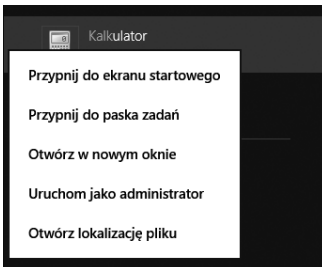 Kalkulator
Przypnij do ekranu startowego
Przypnij do paska zadań
Otwórz w nowym oknie
Uruchom jako administrator
Otwórz lokalizację pliku